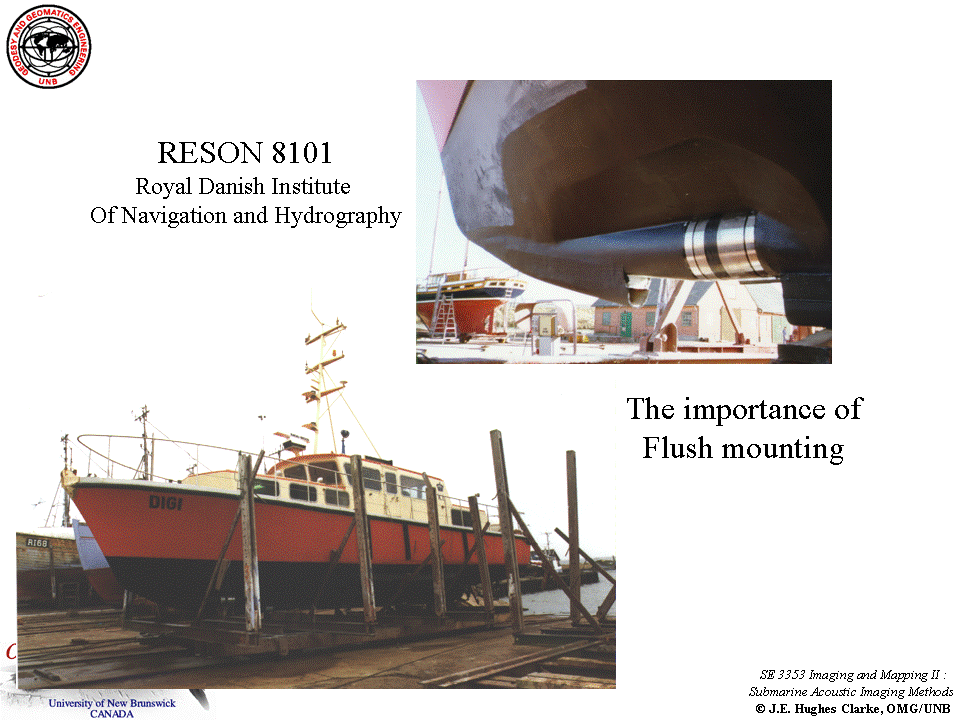 GEODESY AND GEOMATICS ENGINEERING
UNB
RESON 8101
Royal Danish Institute
Of Navigation and Hydrography
The importance of
Flush mounting
DIGI
R168
University of New Brunswick
CANADA
SE 3353 Imaging and Mapping II :
Submarine Acoustic Imaging Methods
© J.E. Hughes Clarke, OMG/UNB